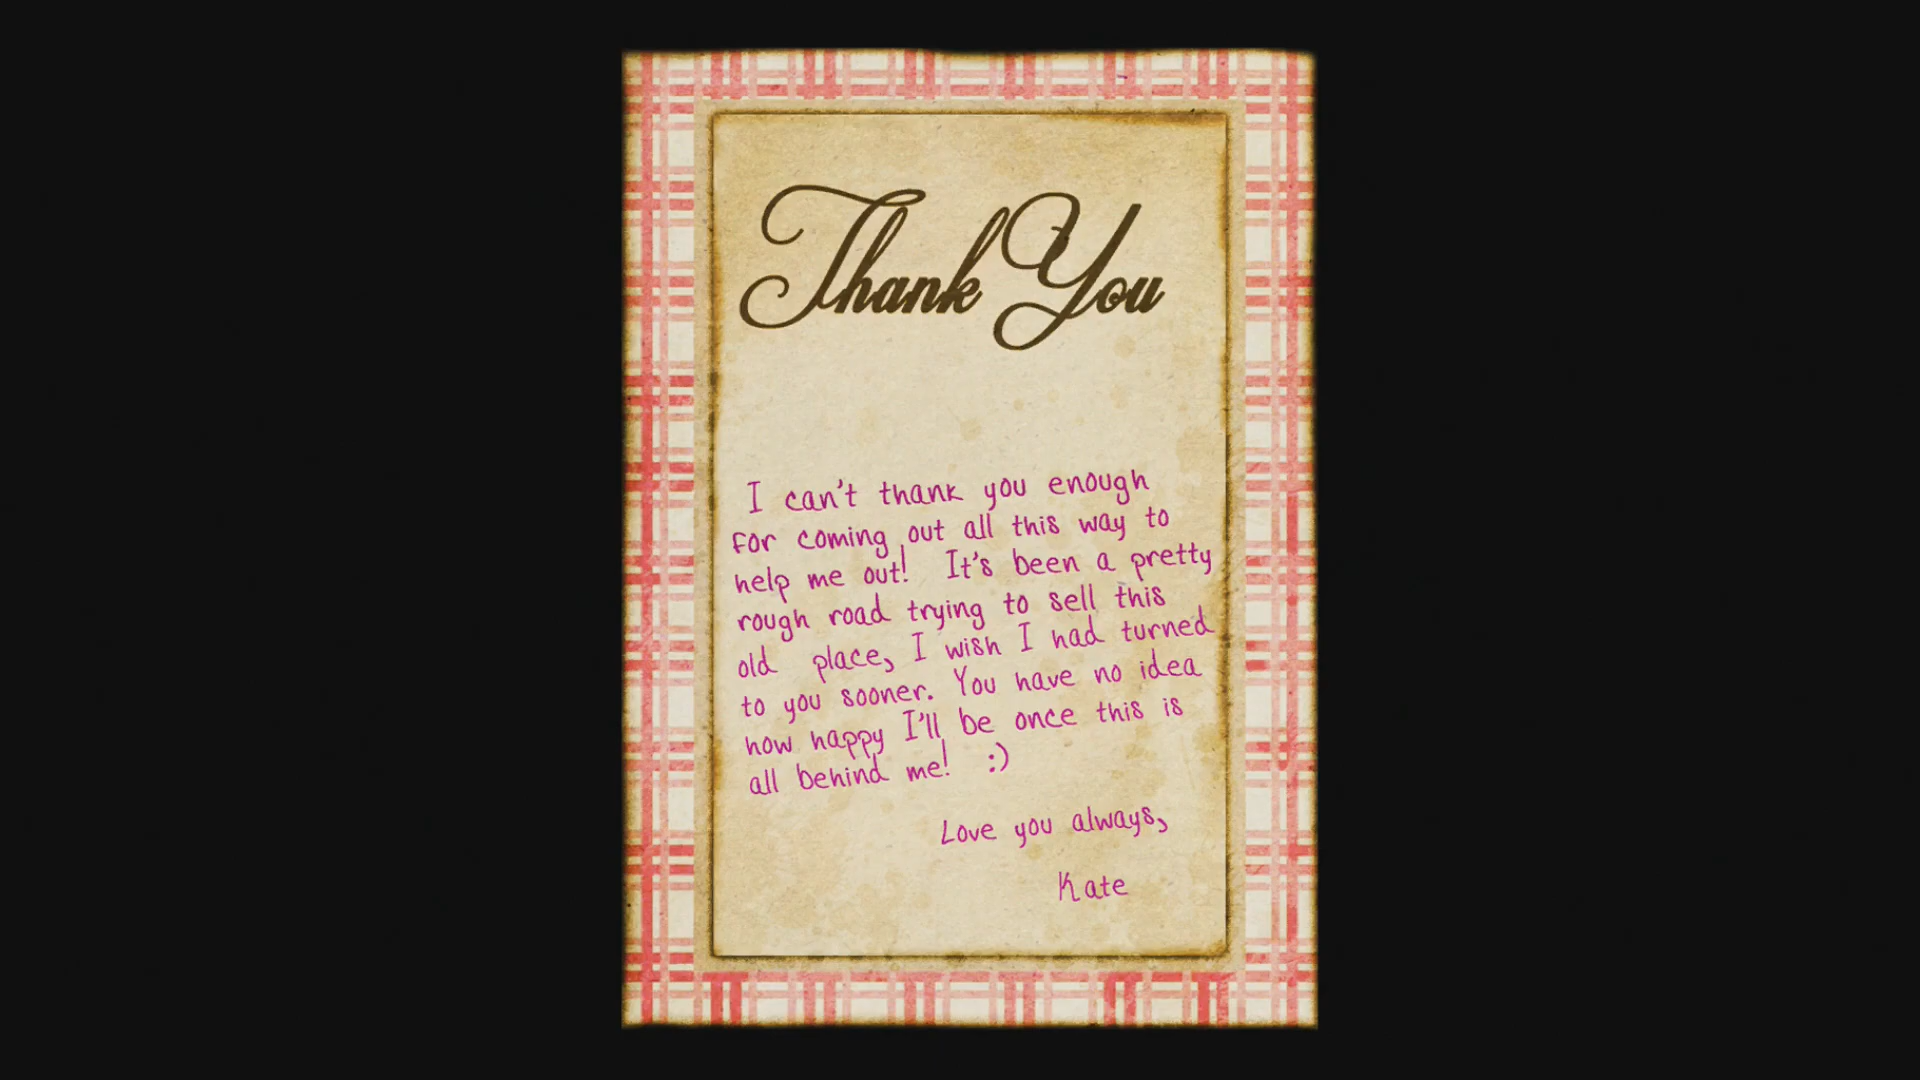 Thank You
I can't thank you enough
for coming out all this way to
help me out! It's been a pretty
rough road trying to sell this
old place, I wish I had turned
to you sooner. You have no idea
how happy I'll be once this is
all behind me! :)
Love you always,
Kate